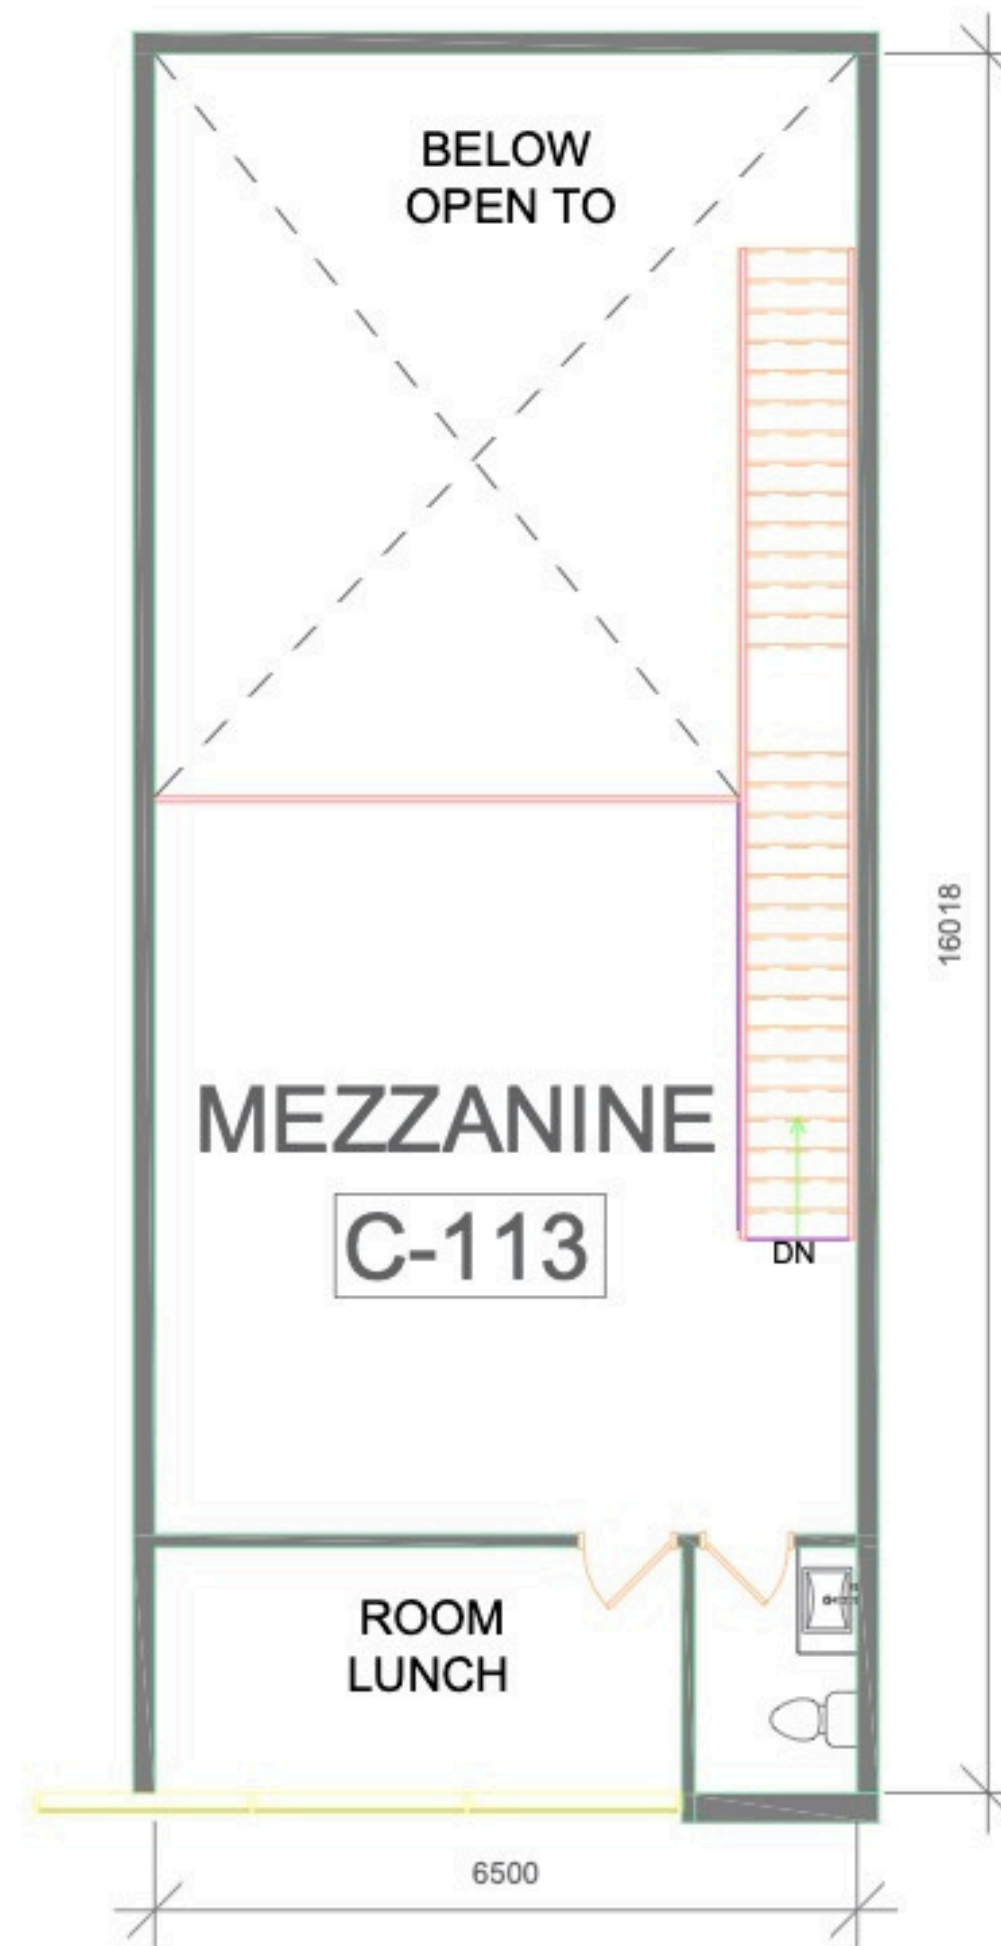 BELOW
OPEN TO
16018
MEZZANINE
C-113
DN
ROOM
LUNCH
6500